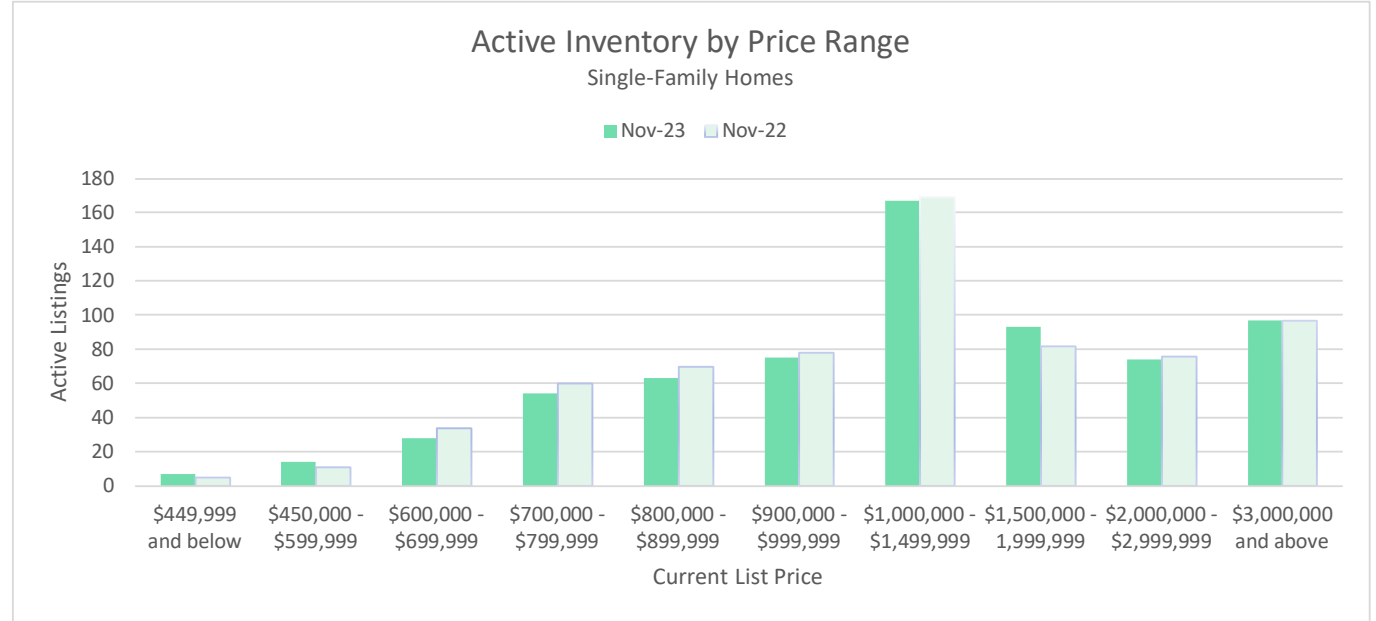 Active Inventory by Price Range
Single-Family Homes
Nov-23 Nov-22
180
160
140
120
100
80
60
40
20
0
Active Listings
$449,999 $450,000 - $600,000 - $700,000 - $800,000 - $900,000 - $1,000,000 - $1,500,000 - $2,000,000 - $3,000,000
and below $599,999 $699,999 $799,999 $899,999 $999,999 $1,499,999 1,999,999 $2,999,999 and above
Current List Price